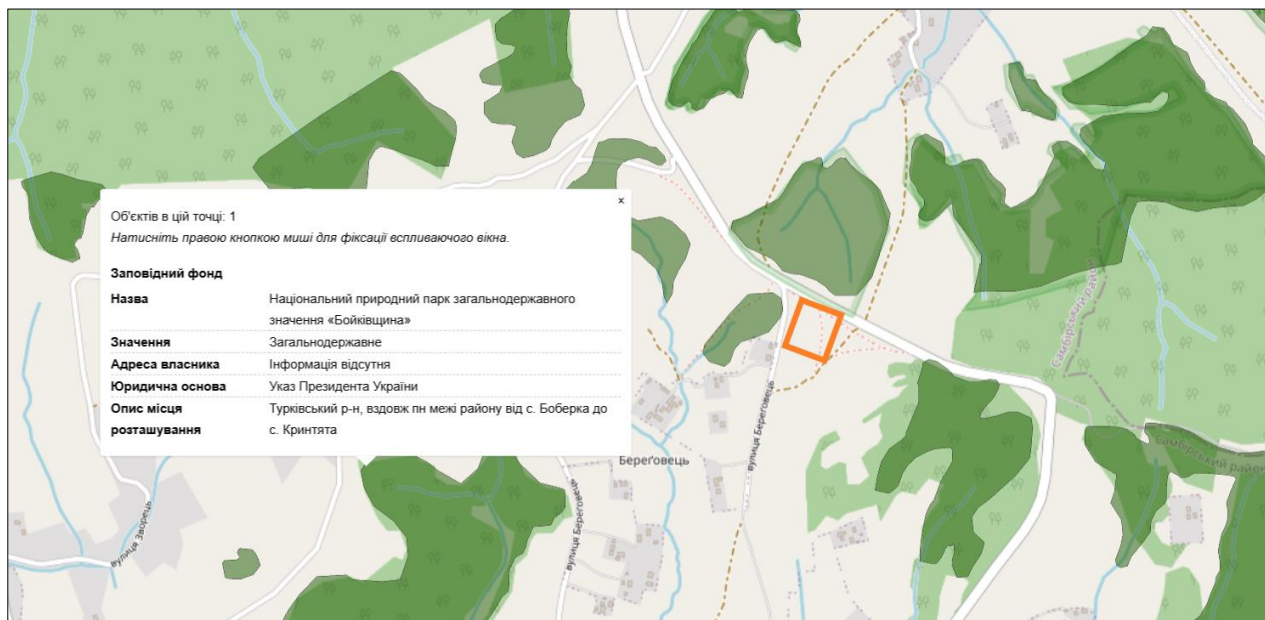 ×
Об'єктів в цій точці: 1
Натисніть правою кнопкою миші для фіксації вспливаючого вікна.
Заповідний фонд
Назва Національний природний парк загальнодержавного
значення «Бойківщина»
Значення Загальнодержавне
Адреса власника Інформація відсутня
Юридична основа Указ Президента України
Опис місця Турківський р-н, вздовж пн межі району від с. Боберка до
розташування с. Кринтята
Береговець
вулиця Береговець
вулиця Береговець
вулиця Зворець
Самбірський район
Самбірський район